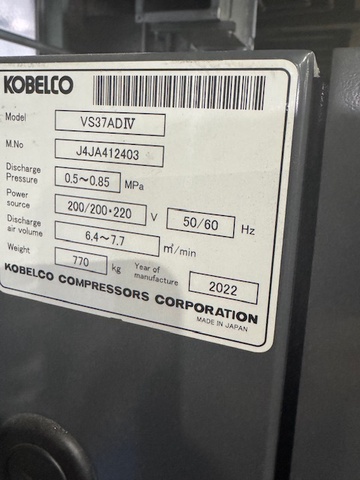 KOBELCO
Model VS37ADⅣ
M.No J4JA412403
Discharge Pressure 0.5～0.85 MPa
Power source 200/200・220 V 50/60 Hz
Discharge air volume 6.4～7.7 m³/min
Weight 770 kg Year of manufacture 2022
KOBELCO COMPRESSORS CORPORATION
MADE IN JAPAN